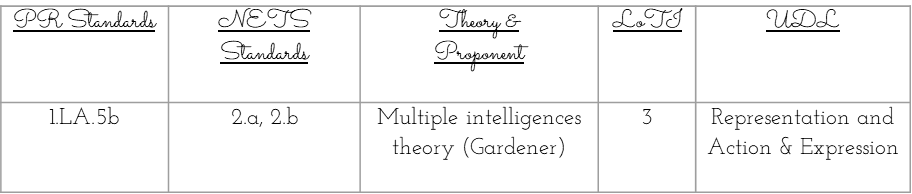 PR Standards
NETS Standards
Theory & Proponent
LoTI
UDL
1.LA.5b
2.a, 2.b
Multiple intelligences
theory (Gardener)
3
Representation and
Action & Expression